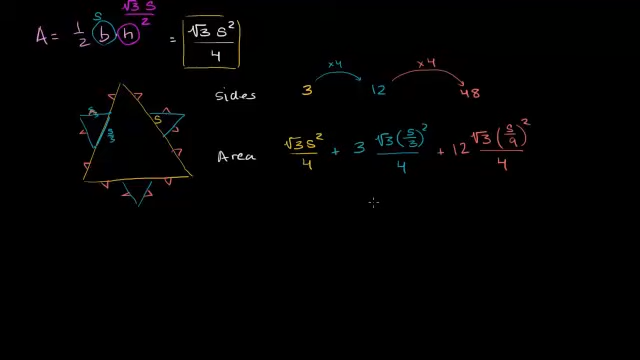 A = 1/2 b h = √3 S²/4
S
√3 S/2
sides 3 ×4 12 ×4 48
S/3
S/3
S
Area √3S²/4 + 3 √3(S/3)²/4 + 12 √3(S/9)²/4